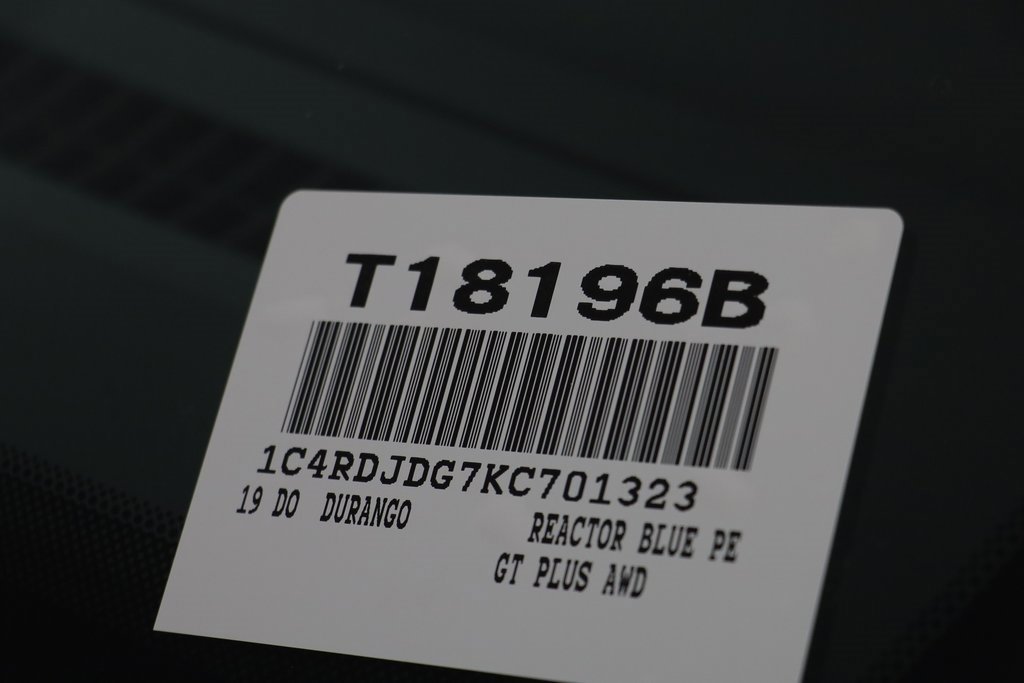 T18196B
1C4RDJDG7KC701323
19 DO DURANGO
REACTOR BLUE PE
GT PLUS AWD